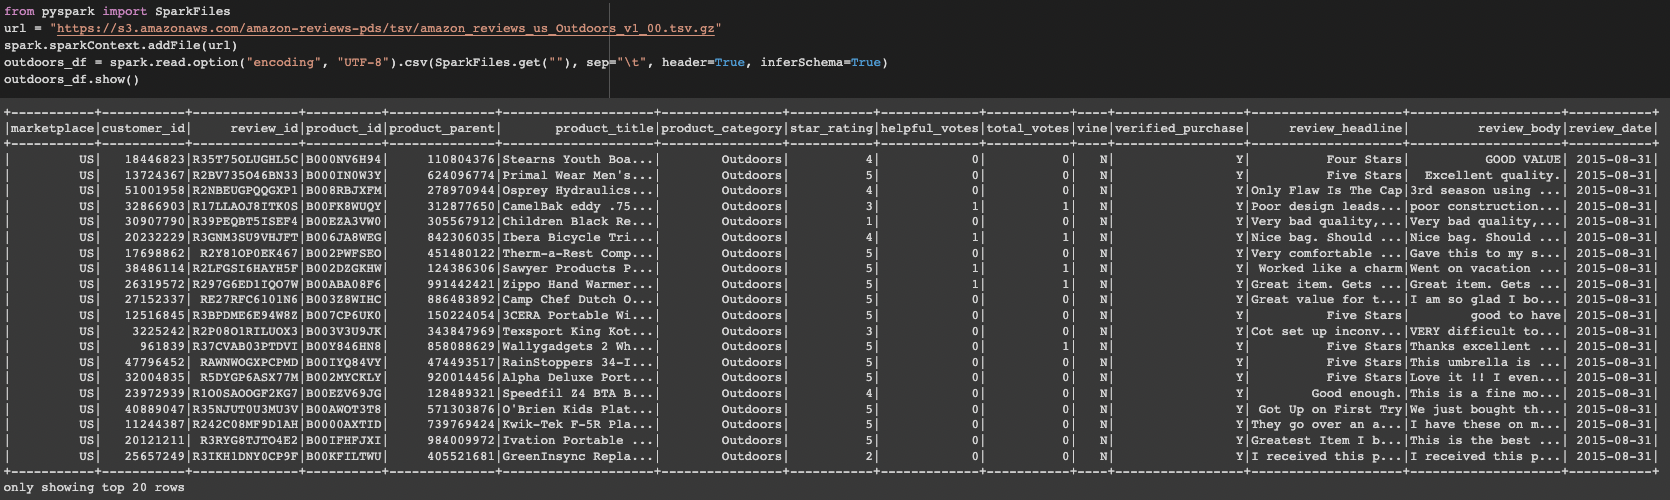 from pyspark import SparkFiles
url = "https://s3.amazonaws.com/amazon-reviews-pds/tsv/amazon_reviews_us_Outdoors_v1_00.tsv.gz"
spark.sparkContext.addFile(url)
outdoors_df = spark.read.option("encoding", "UTF-8").csv(SparkFiles.get(""), sep="\t", header=True, inferSchema=True)
outdoors_df.show()
+-----------+-----------+--------------+----------+--------------+--------------------+----------------+-----------+-------------+-----------+----+-----------------+--------------------+--------------------+-----------+
|marketplace|customer_id|     review_id|product_id|product_parent|       product_title|product_category|star_rating|helpful_votes|total_votes|vine|verified_purchase|     review_headline|         review_body|review_date|
+-----------+-----------+--------------+----------+--------------+--------------------+----------------+-----------+-------------+-----------+----+-----------------+--------------------+--------------------+-----------+
|         US|   18446823|R35T75OLUGHL5C|B000NV6H94|     110804376|Stearns Youth Boa...|        Outdoors|          4|            0|          0|   N|                Y|          Four Stars|          GOOD VALUE| 2015-08-31|
|         US|   13724367|R2BV735O46BN33|B000IN0W3Y|     624096774|Primal Wear Men's...|        Outdoors|          5|            0|          0|   N|                Y|          Five Stars|  Excellent quality.| 2015-08-31|
|         US|   51001958|R2NBEUGPQQGXP1|B008RBJXFM|     278970944|Osprey Hydraulics...|        Outdoors|          4|            0|          0|   N|                Y|Only Flaw Is The Cap|3rd season using ...| 2015-08-31|
|         US|   32866903|R17LLAOJ8ITK0S|B00FK8WUQY|     312877650|CamelBak eddy .75...|        Outdoors|          3|            1|          1|   N|                Y|Poor design leads...|poor construction...| 2015-08-31|
|         US|   30907790|R39PEQBT5ISEF4|B00EZA3VW0|     305567912|Children Black Re...|        Outdoors|          1|            0|          0|   N|                Y|Very bad quality,...|Very bad quality,...| 2015-08-31|
|         US|   20232229|R3GNM3SU9VHJFT|B006JA8WEG|     842306035|Ibera Bicycle Tri...|        Outdoors|          4|            1|          1|   N|                Y|Nice bag. Should ...|Nice bag. Should ...| 2015-08-31|
|         US|   17698862| R2Y81OP0EK467|B002PWFSEO|     451480122|Therm-a-Rest Comp...|        Outdoors|          5|            0|          0|   N|                Y|Very comfortable ...|Gave this to my s...| 2015-08-31|
|         US|   38486114|R2LFGSI6HAYH5F|B002DZGKHW|     124386306|Sawyer Products P...|        Outdoors|          5|            1|          1|   N|                Y| Worked like a charm|Went on vacation ...| 2015-08-31|
|         US|   26319572|R297G6ED1IQO7W|B00ABA08F6|     991442421|Zippo Hand Warmer...|        Outdoors|          5|            1|          1|   N|                Y|Great item. Gets ...|Great item. Gets ...| 2015-08-31|
|         US|   27152337| RE27RFC6101N6|B003Z8WIHC|     886483892|Camp Chef Dutch O...|        Outdoors|          5|            0|          0|   N|                Y|Great value for t...|I am so glad I bo...| 2015-08-31|
|         US|   12516845|R3BPDME6E94W8Z|B007CP6UK0|     150224054|3CERA Portable Wi...|        Outdoors|          5|            0|          0|   N|                Y|          Five Stars|        good to have| 2015-08-31|
|         US|    3225242|R2P08O1RILUOX3|B003V3U9JK|     343847969|Texsport King Kot...|        Outdoors|          3|            0|          0|   N|                Y|Cot set up inconv...|VERY difficult to...| 2015-08-31|
|         US|     961839|R37CVAB03PTDVI|B00Y846HN8|     858088629|Wallygadgets 2 Wh...|        Outdoors|          5|            0|          1|   N|                Y|          Five Stars|Thanks excellent ...| 2015-08-31|
|         US|   47796452| RAWNWOGXPCPMD|B00IYQ84VY|     474493517|RainStoppers 34-I...|        Outdoors|          5|            0|          0|   N|                Y|          Five Stars|This umbrella is ...| 2015-08-31|
|         US|   32004835| R5DYGP6ASX77M|B002MYCKLY|     920014456|Alpha Deluxe Port...|        Outdoors|          5|            0|          0|   N|                Y|          Five Stars|Love it !! I even...| 2015-08-31|
|         US|   23972939|R1O0SAOOGF2KG7|B00EZV69JG|     128489321|Speedfil Z4 BTA B...|        Outdoors|          4|            0|          0|   N|                Y|        Good enough.|This is a fine mo...| 2015-08-31|
|         US|   40889047|R35NJUT0U3MU3V|B00AWOT3T8|     571303876|O'Brien Kids Plat...|        Outdoors|          5|            0|          0|   N|                Y| Got Up on First Try|We just bought th...| 2015-08-31|
|         US|   11244387|R242C08MF9D1AH|B0000AXTID|     739769424|Kwik-Tek F-5R Pla...|        Outdoors|          5|            0|          0|   N|                Y|They go over an a...|I have these on m...| 2015-08-31|
|         US|   20121211| R3RYG8TJTO4E2|B00IFHFJXI|     984009972|Ivation Portable ...|        Outdoors|          5|            0|          0|   N|                Y|Greatest Item I b...|This is the best ...| 2015-08-31|
|         US|   25657249|R3IKH1DNY0CP9F|B00KFILTWU|     405521681|GreenInsync Repla...|        Outdoors|          2|            0|          0|   N|                Y|I received this p...|I received this p...| 2015-08-31|
+-----------+-----------+--------------+----------+--------------+--------------------+----------------+-----------+-------------+-----------+----+-----------------+--------------------+--------------------+-----------+
only showing top 20 rows